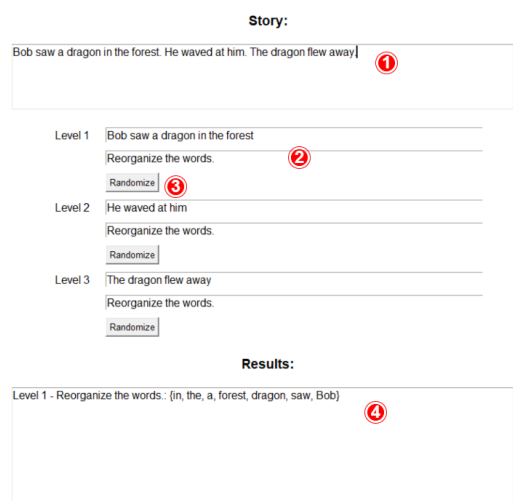 Story:
Bob saw a dragon in the forest. He waved at him. The dragon flew away.
1
Level 1 Bob saw a dragon in the forest
Reorganize the words.
2
Randomize
3
Level 2 He waved at him
Reorganize the words.
Randomize
Level 3 The dragon flew away
Reorganize the words.
Randomize
Results:
Level 1 - Reorganize the words.: {in, the, a, forest, dragon, saw, Bob}
4